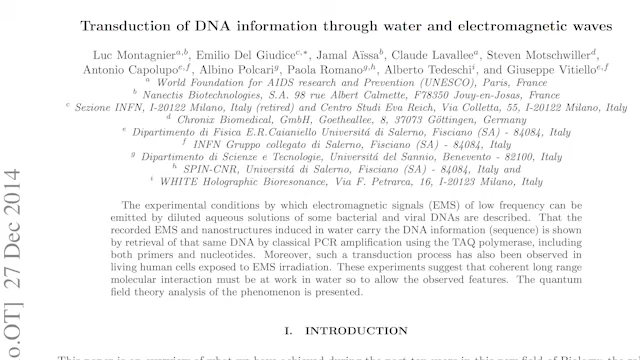 Transduction of DNA information through water and electromagnetic waves
Luc Montagnier a,b, Emilio Del Giudice c,*, Jamal Aïssa b, Claude Lavallee a, Steven Motschwiller d,
Antonio Capolupo e,f, Albino Polcari g, Paola Romano g,h, Alberto Tedeschi i, and Giuseppe Vitiello e,f
a World Foundation for AIDS research and Prevention (UNESCO), Paris, France
b Nanectis Biotechnologies, S.A. 98 rue Albert Calmette, F78350 Jouy-en-Josas, France
c Sezione INFN, I-20122 Milano, Italy (retired) and Centro Studi Eva Reich, Via Colletta, 55, I-20122 Milano, Italy
d Chronix Biomedical, GmbH, Goetheallee, 8, 37073 Göttingen, Germany
e Dipartimento di Fisica E.R.Caianiello Universitá di Salerno, Fisciano (SA) - 84084, Italy
f INFN Gruppo collegato di Salerno, Fisciano (SA) - 84084, Italy
g Dipartimento di Scienze e Tecnologie, Universitá del Sannio, Benevento - 82100, Italy
h SPIN-CNR, Universitá di Salerno, Fisciano (SA) - 84084, Italy and
i WHITE Holographic Bioresonance, Via F. Petrarca, 16, I-20123 Milano, Italy
The experimental conditions by which electromagnetic signals (EMS) of low frequency can be
emitted by diluted aqueous solutions of some bacterial and viral DNAs are described. That the
recorded EMS and nanostructures induced in water carry the DNA information (sequence) is shown
by retrieval of that same DNA by classical PCR amplification using the TAQ polymerase, including
both primers and nucleotides. Moreover, such a transduction process has also been observed in
living human cells exposed to EMS irradiation. These experiments suggest that coherent long range
molecular interaction must be at work in water so to allow the observed features. The quantum
field theory analysis of the phenomenon is presented.
I. INTRODUCTION
o.OT] 27 Dec 2014